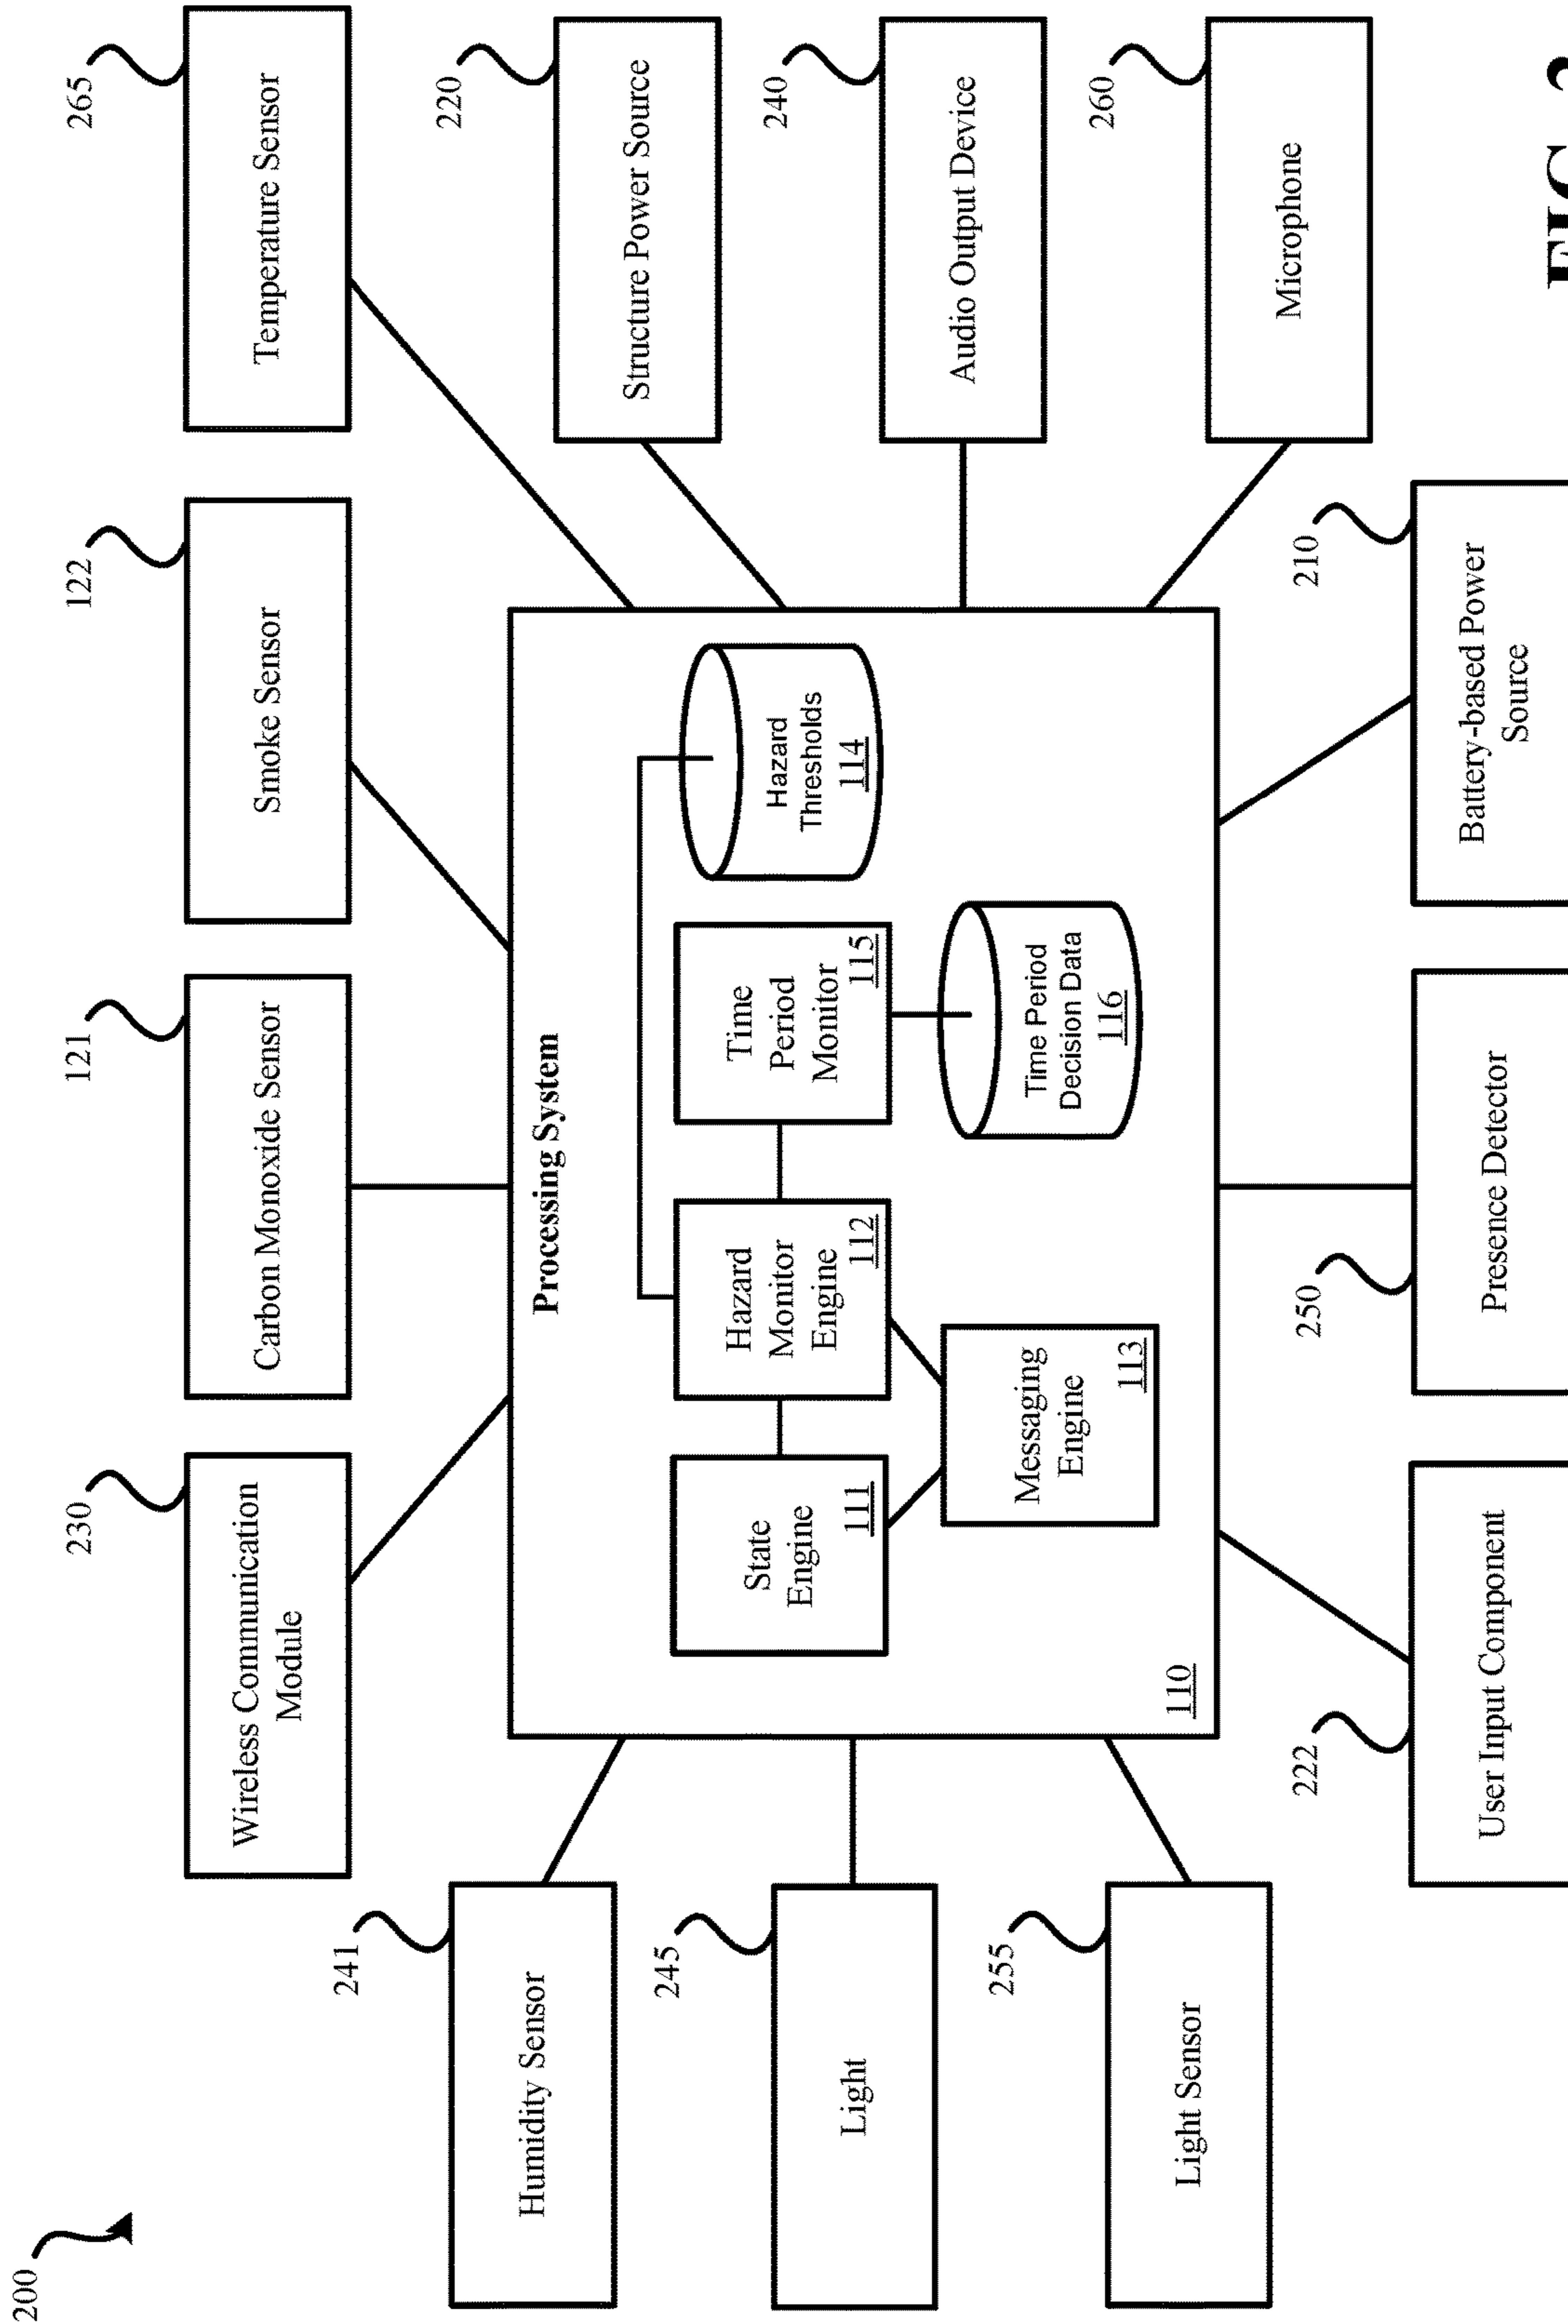 200
230
Wireless Communication
Module
121
Carbon Monoxide Sensor
122
Smoke Sensor
265
Temperature Sensor
241
Humidity Sensor
245
Light
255
Light Sensor
Processing System
State
Engine
111
Hazard
Monitor
Engine
112
Time
Period
Monitor
115
Hazard
Thresholds
114
Messaging
Engine
113
Time Period
Decision Data
116
110
220
Structure Power Source
240
Audio Output Device
260
Microphone
222
User Input Component
250
Presence Detector
210
Battery-based Power
Source